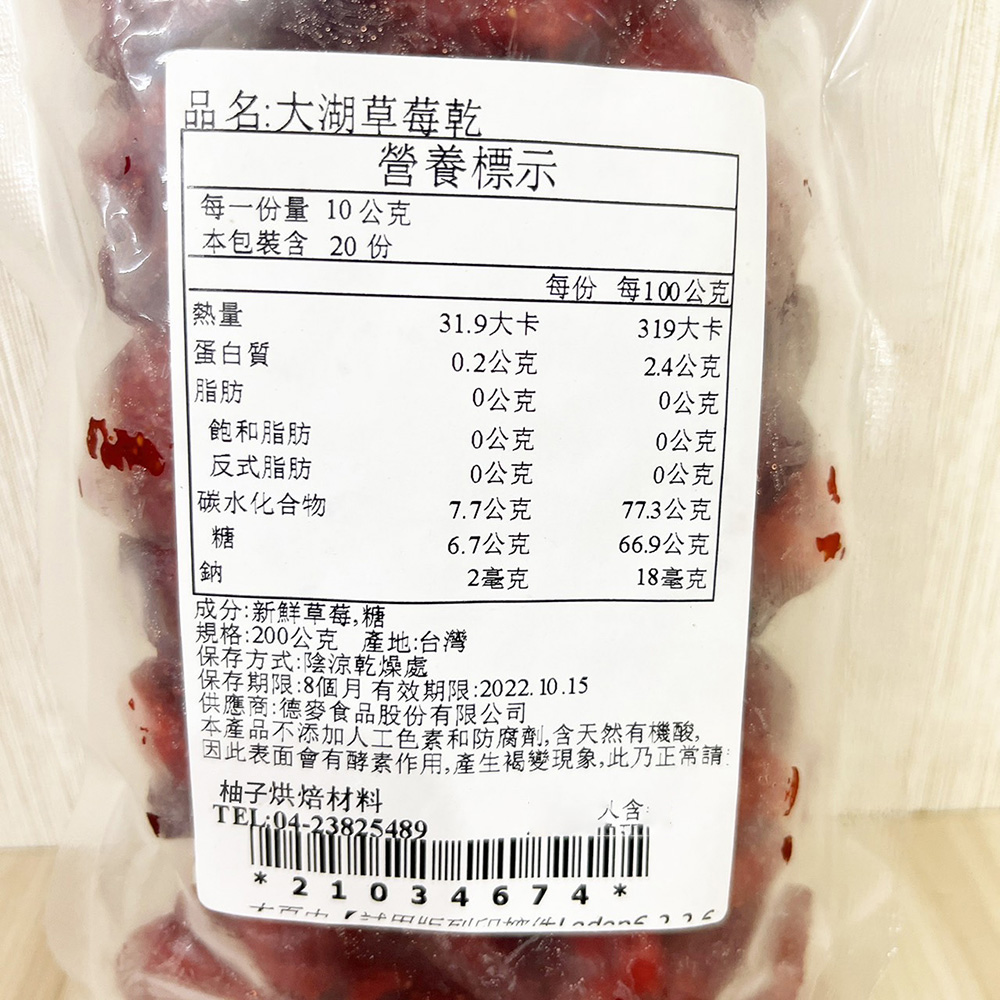 品名:大湖草莓乾
營養標示
每一份量 10公克
本包裝含 20 份
每份 每100公克
熱量 31.9大卡 319大卡
蛋白質 0.2公克 2.4公克
脂肪 0公克 0公克
飽和脂肪 0公克 0公克
反式脂肪 0公克 0公克
碳水化合物 7.7公克 77.3公克
糖 6.7公克 66.9公克
鈉 2毫克 18毫克
成分:新鮮草莓,糖
規格:200公克 產地:台灣
保存方式:陰涼乾燥處
保存期限:8個月 有效期限:2022.10.15
供應商:德麥食品股份有限公司
本產品不添加人工色素和防腐劑,含天然有機酸,
因此表面會有酵素作用,產生褐變現象,此乃正常請
柚子烘焙材料
TEL:04-23825489
*21034674*